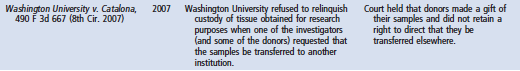 Washington University v. Catalona, 2007 Washington University refused to relinquish Court held that donors made a gift of
490 F 3d 667 (8th Cir. 2007) custody of tissue obtained for research their samples and did not retain a
purposes when one of the investigators right to direct that they be
(and some of the donors) requested that transferred elsewhere.
the samples be transferred to another
institution.